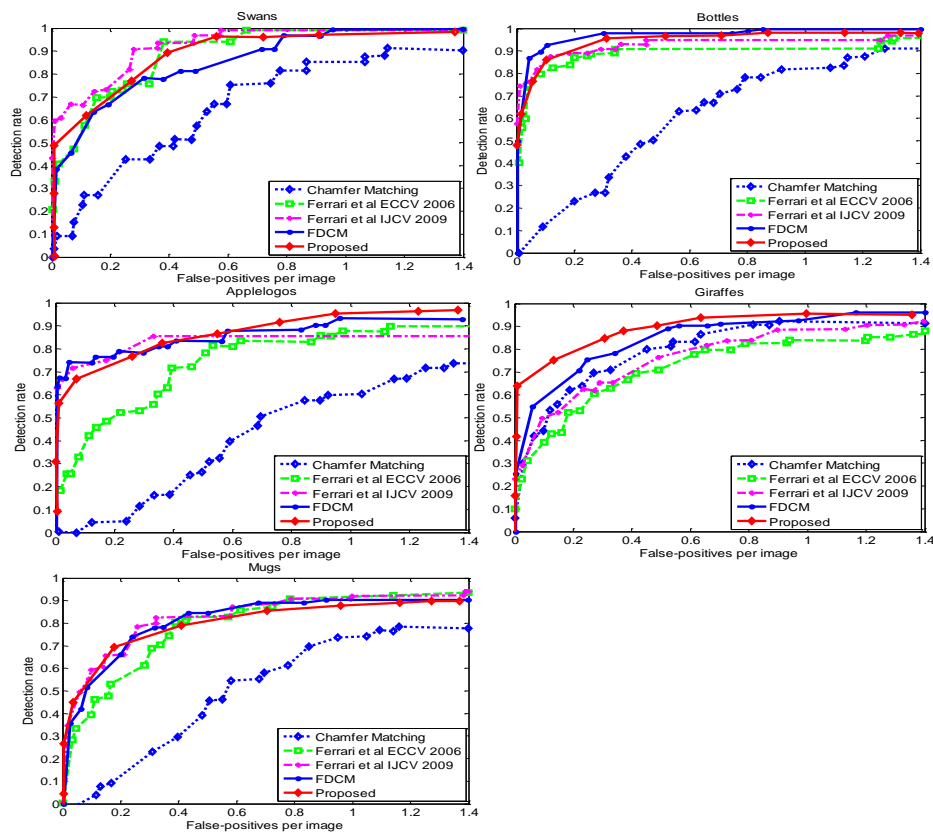 Swans
Detection rate
1
0.9
0.8
0.7
0.6
0.5
0.4
0.3
0.2
0.1
0
0 0.2 0.4 0.6 0.8 1 1.2 1.4
False-positives per image
Chamfer Matching
Ferrari et al ECCV 2006
Ferrari et al IJCV 2009
FDCM
Proposed
Bottles
Detection rate
1
0.9
0.8
0.7
0.6
0.5
0.4
0.3
0.2
0.1
0
0 0.2 0.4 0.6 0.8 1 1.2 1.4
False-positives per image
Chamfer Matching
Ferrari et al ECCV 2006
Ferrari et al IJCV 2009
FDCM
Proposed
Applelogos
Detection rate
1
0.9
0.8
0.7
0.6
0.5
0.4
0.3
0.2
0.1
0
0 0.2 0.4 0.6 0.8 1 1.2 1.4
False-positives per image
Chamfer Matching
Ferrari et al ECCV 2006
Ferrari et al IJCV 2009
FDCM
Proposed
Giraffes
Detection rate
1
0.9
0.8
0.7
0.6
0.5
0.4
0.3
0.2
0.1
0
0 0.2 0.4 0.6 0.8 1 1.2 1.4
False-positives per image
Chamfer Matching
Ferrari et al ECCV 2006
Ferrari et al IJCV 2009
FDCM
Proposed
Mugs
Detection rate
1
0.9
0.8
0.7
0.6
0.5
0.4
0.3
0.2
0.1
0
0 0.2 0.4 0.6 0.8 1 1.2 1.4
False-positives per image
Chamfer Matching
Ferrari et al ECCV 2006
Ferrari et al IJCV 2009
FDCM
Proposed